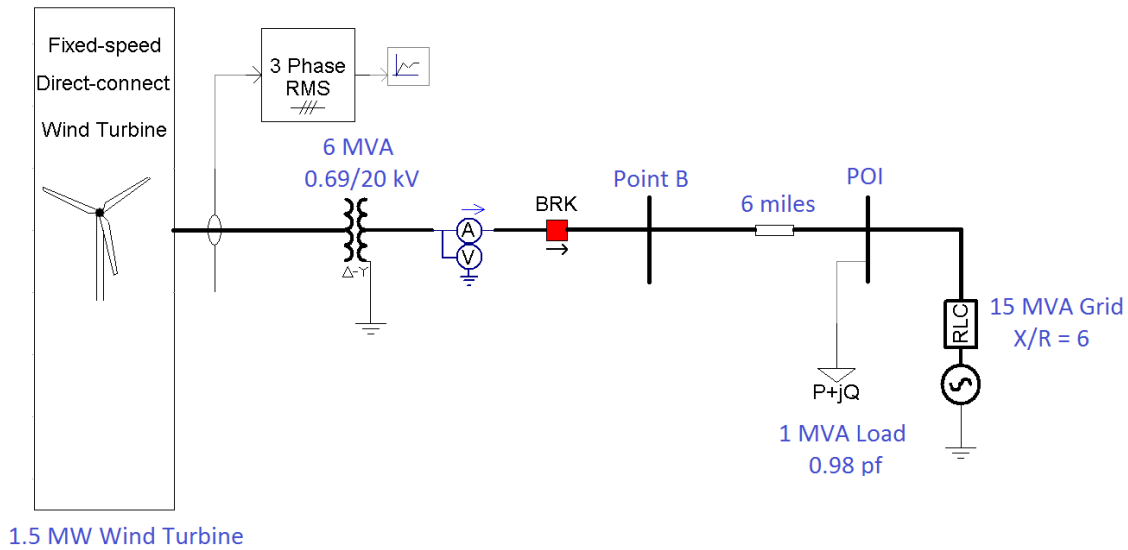 Fixed-speed
Direct-connect
Wind Turbine
3 Phase
RMS
6 MVA
0.69/20 kV
Δ-Y
A
V
BRK
Point B
6 miles
POI
RLC
15 MVA Grid
X/R = 6
P+jQ
1 MVA Load
0.98 pf
1.5 MW Wind Turbine